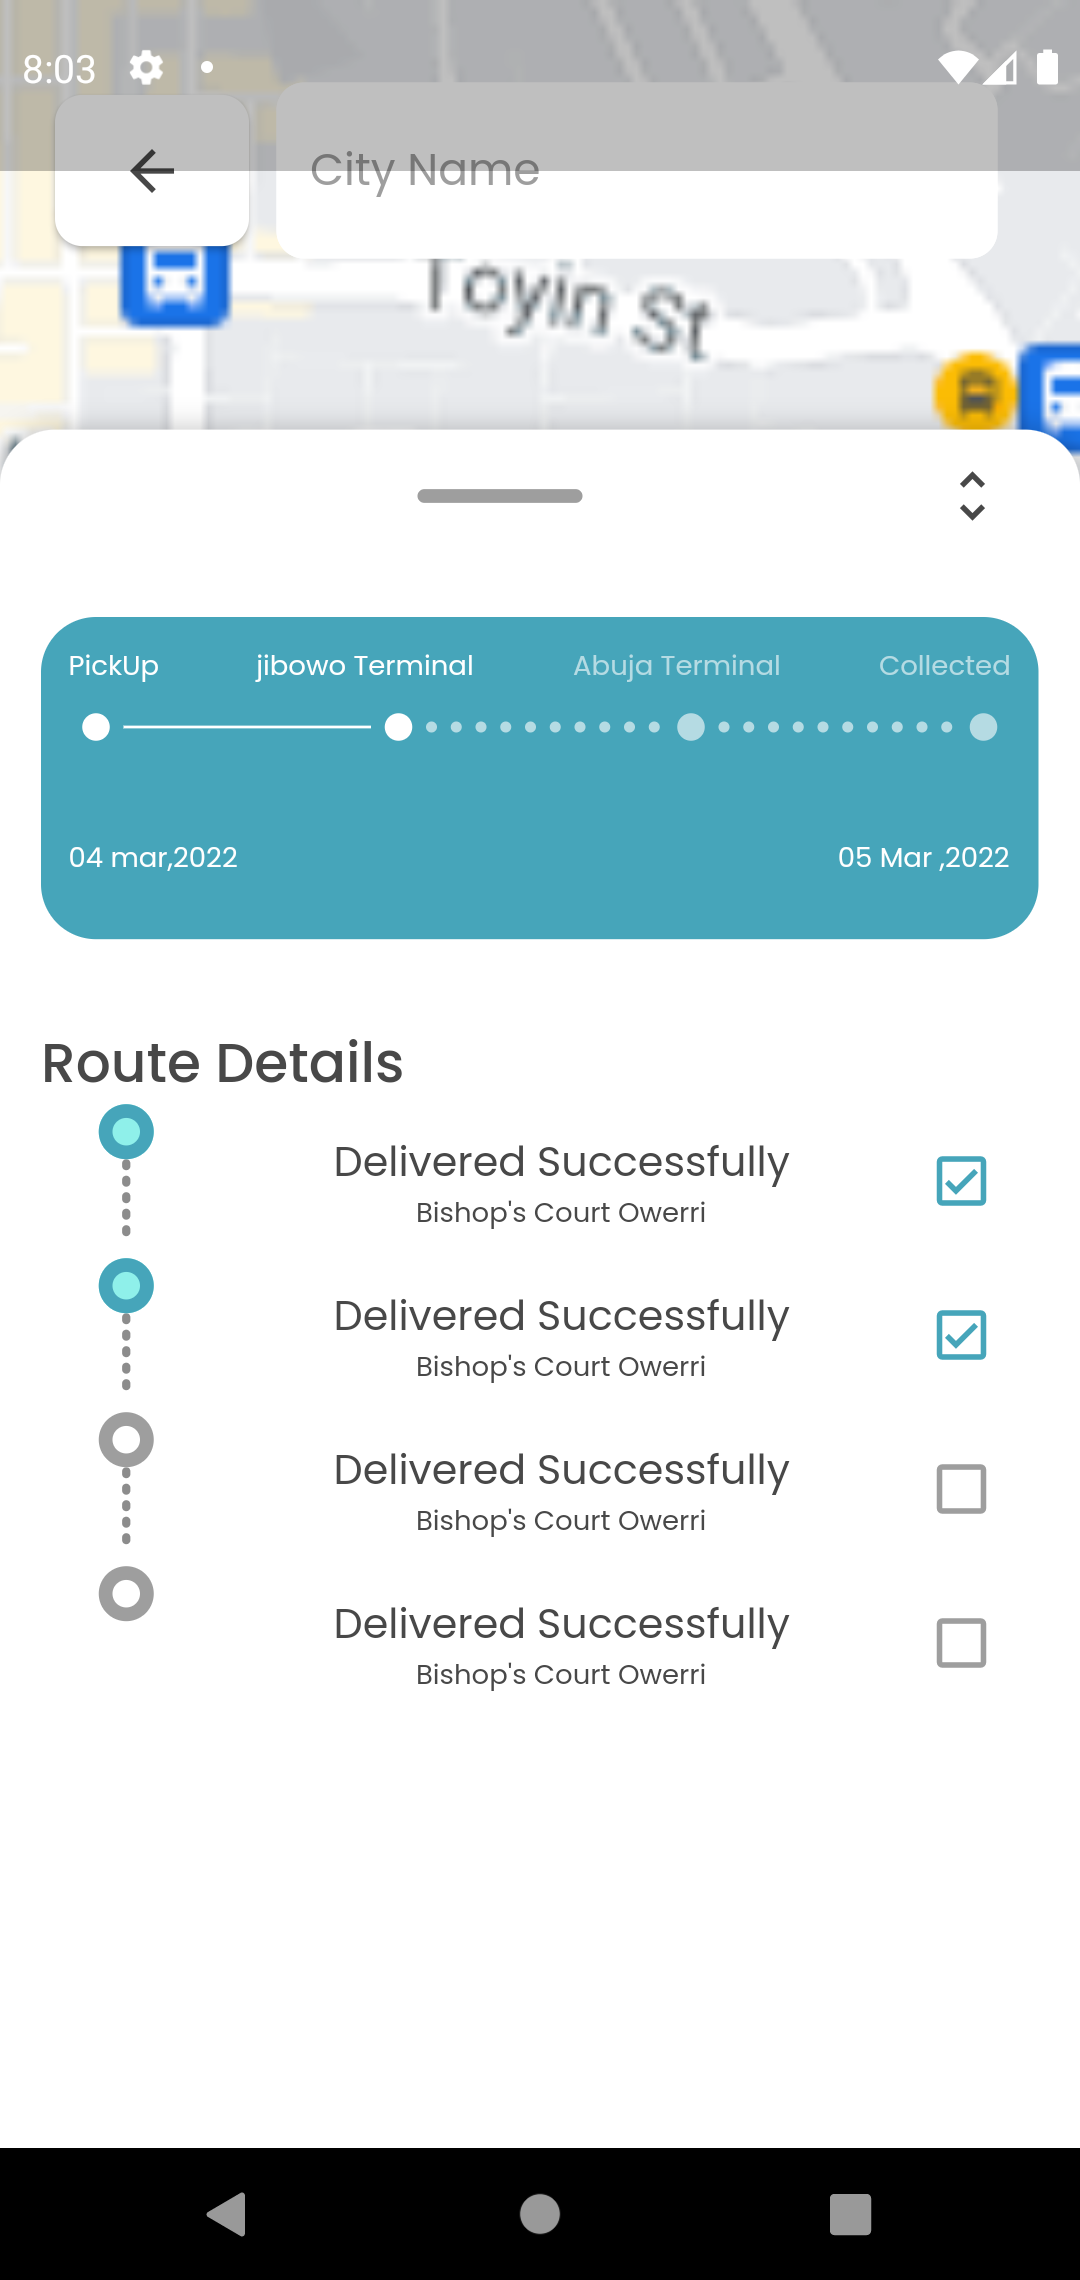 8:03
City Name
Toyin St
PickUp jibowo Terminal Abuja Terminal Collected
04 mar,2022 05 Mar ,2022
Route Details
Delivered Successfully
Bishop's Court Owerri
Delivered Successfully
Bishop's Court Owerri
Delivered Successfully
Bishop's Court Owerri
Delivered Successfully
Bishop's Court Owerri